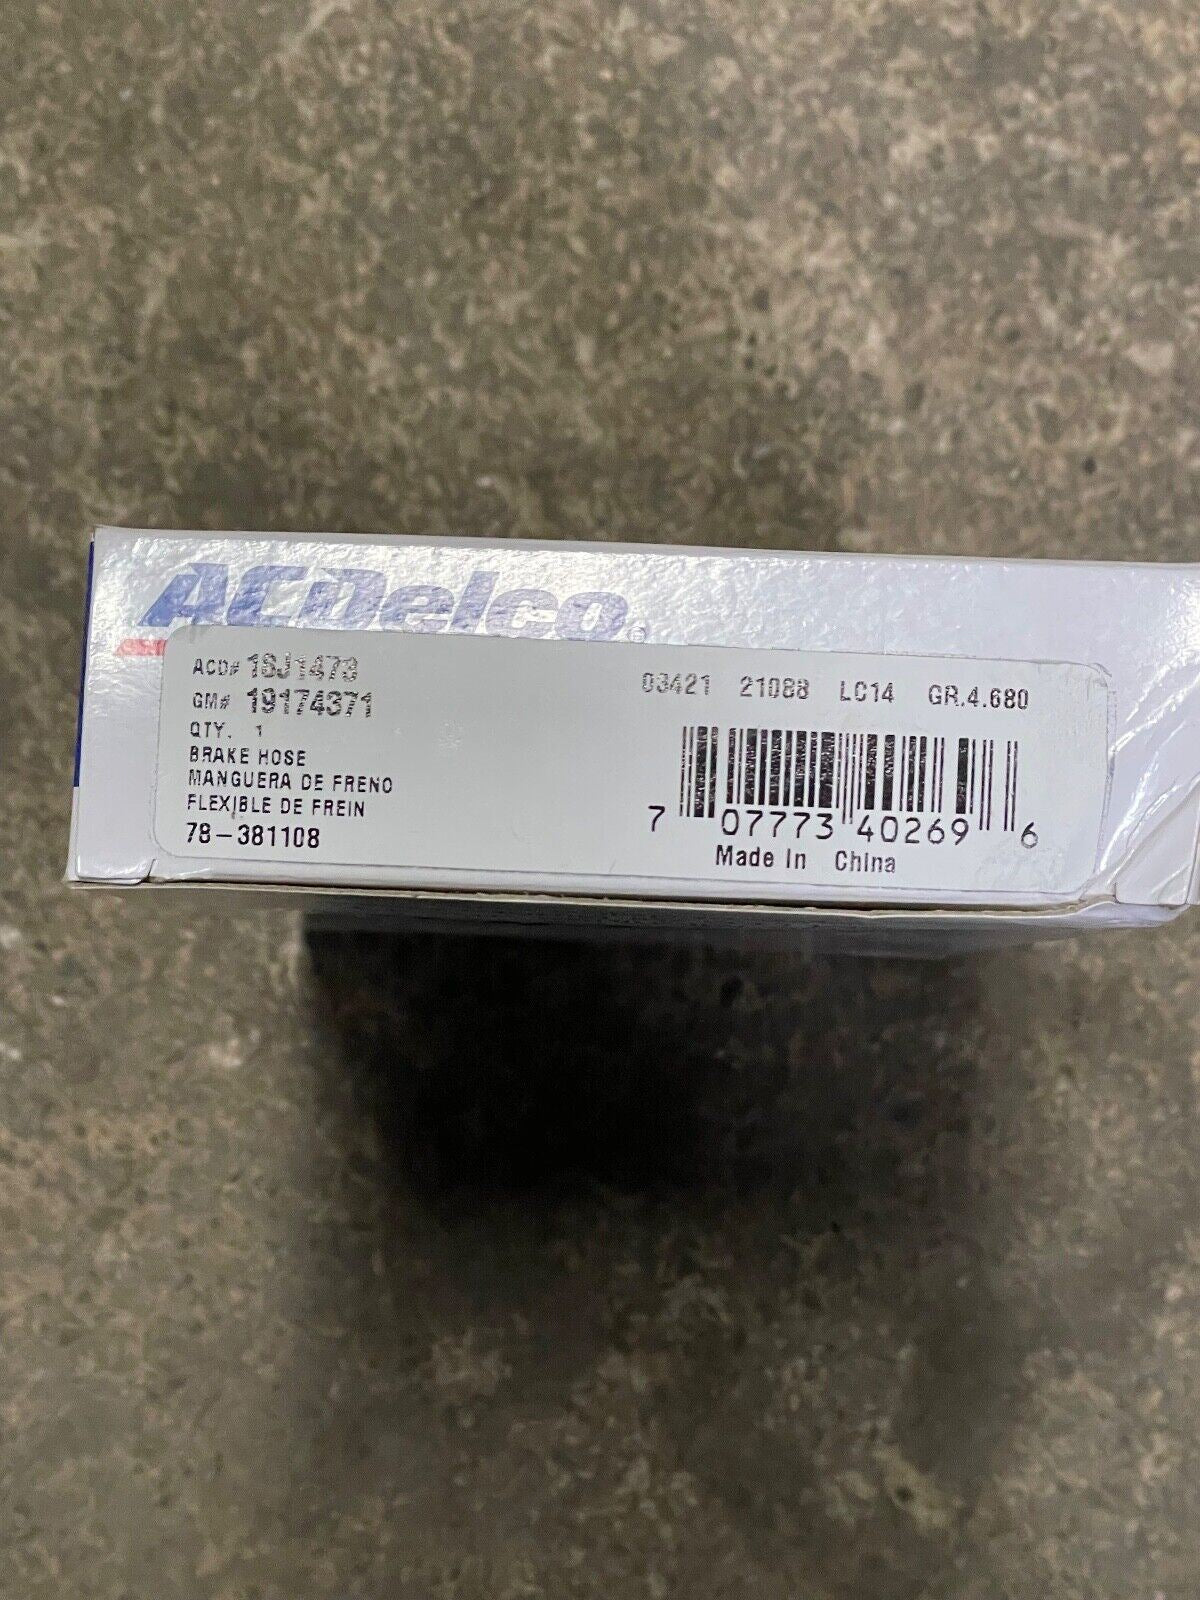 ACDelco®
ACD# 18J1473
GM# 19174371
QTY. 1
BRAKE HOSE
MANGUERA DE FRENO
FLEXIBLE DE FREIN
78-381108
03421 21088 LC14 GR.4.680
7 07773 40269 6
Made In China